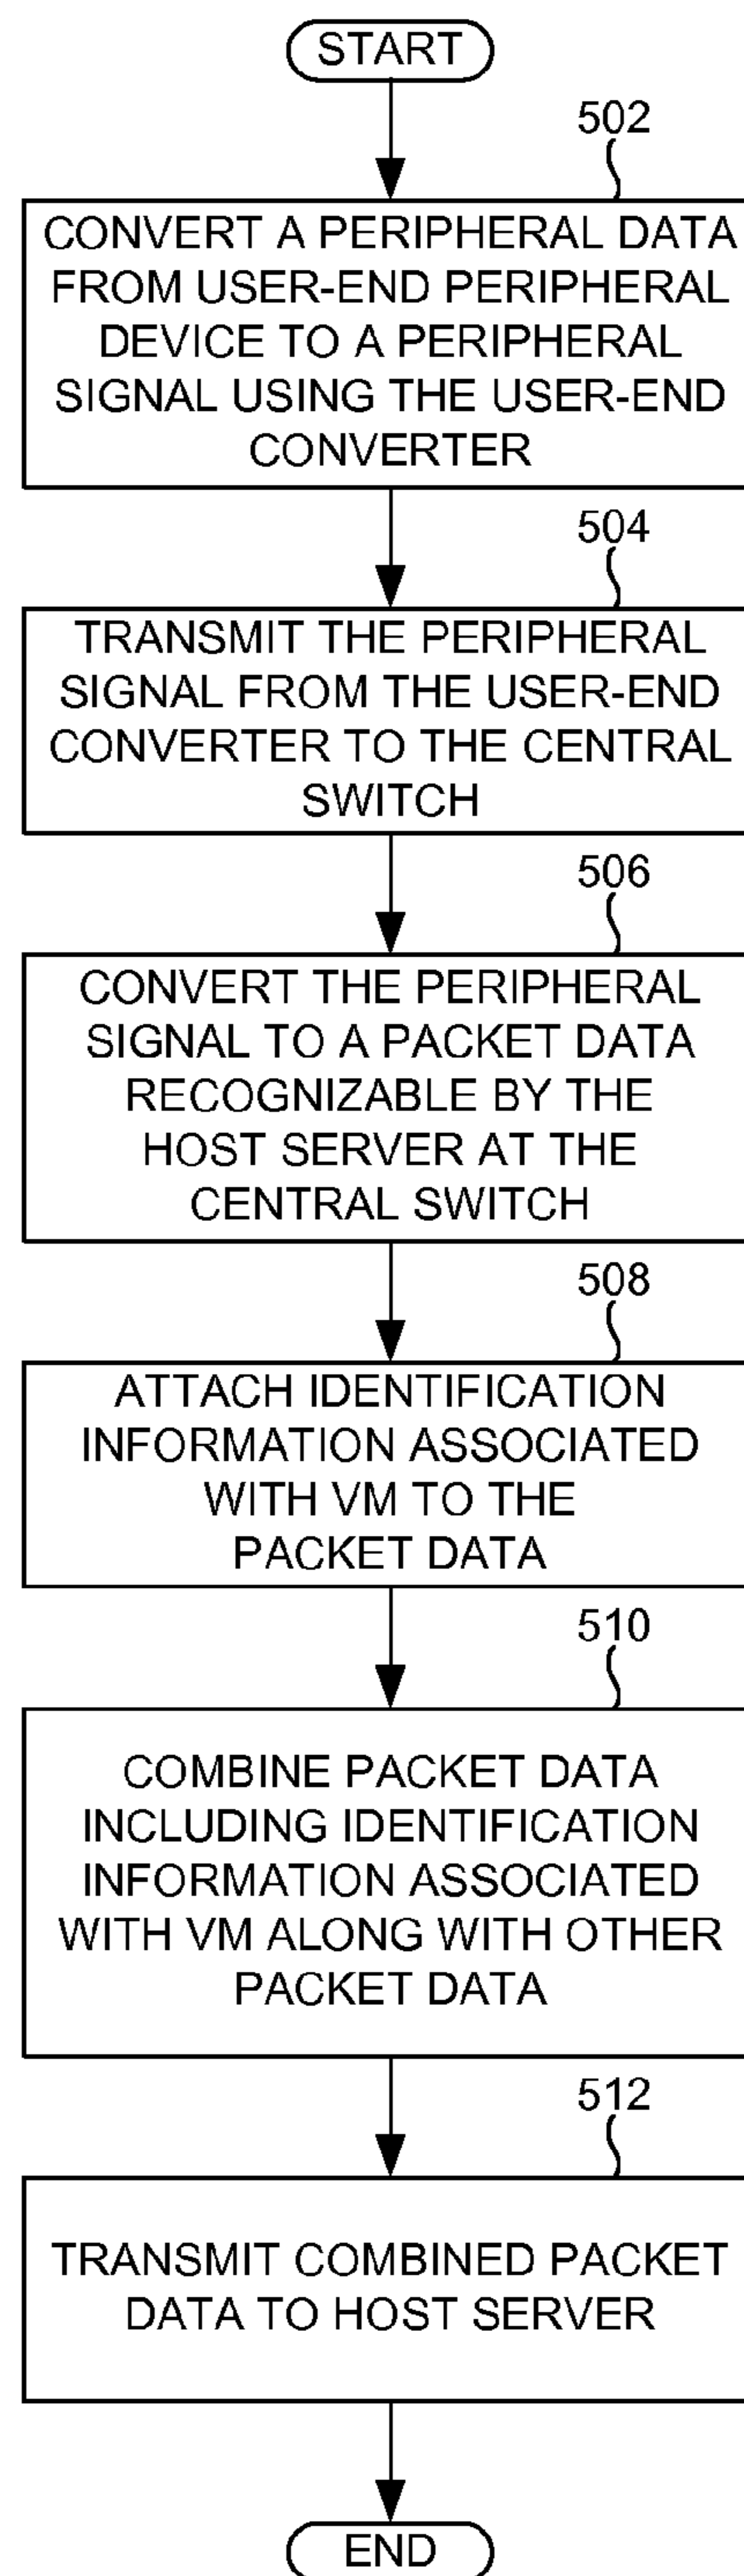 START
502
CONVERT A PERIPHERAL DATA
FROM USER-END PERIPHERAL
DEVICE TO A PERIPHERAL
SIGNAL USING THE USER-END
CONVERTER
504
TRANSMIT THE PERIPHERAL
SIGNAL FROM THE USER-END
CONVERTER TO THE CENTRAL
SWITCH
506
CONVERT THE PERIPHERAL
SIGNAL TO A PACKET DATA
RECOGNIZABLE BY THE
HOST SERVER AT THE
CENTRAL SWITCH
508
ATTACH IDENTIFICATION
INFORMATION ASSOCIATED
WITH VM TO THE
PACKET DATA
510
COMBINE PACKET DATA
INCLUDING IDENTIFICATION
INFORMATION ASSOCIATED
WITH VM ALONG WITH OTHER
PACKET DATA
512
TRANSMIT COMBINED PACKET
DATA TO HOST SERVER
END